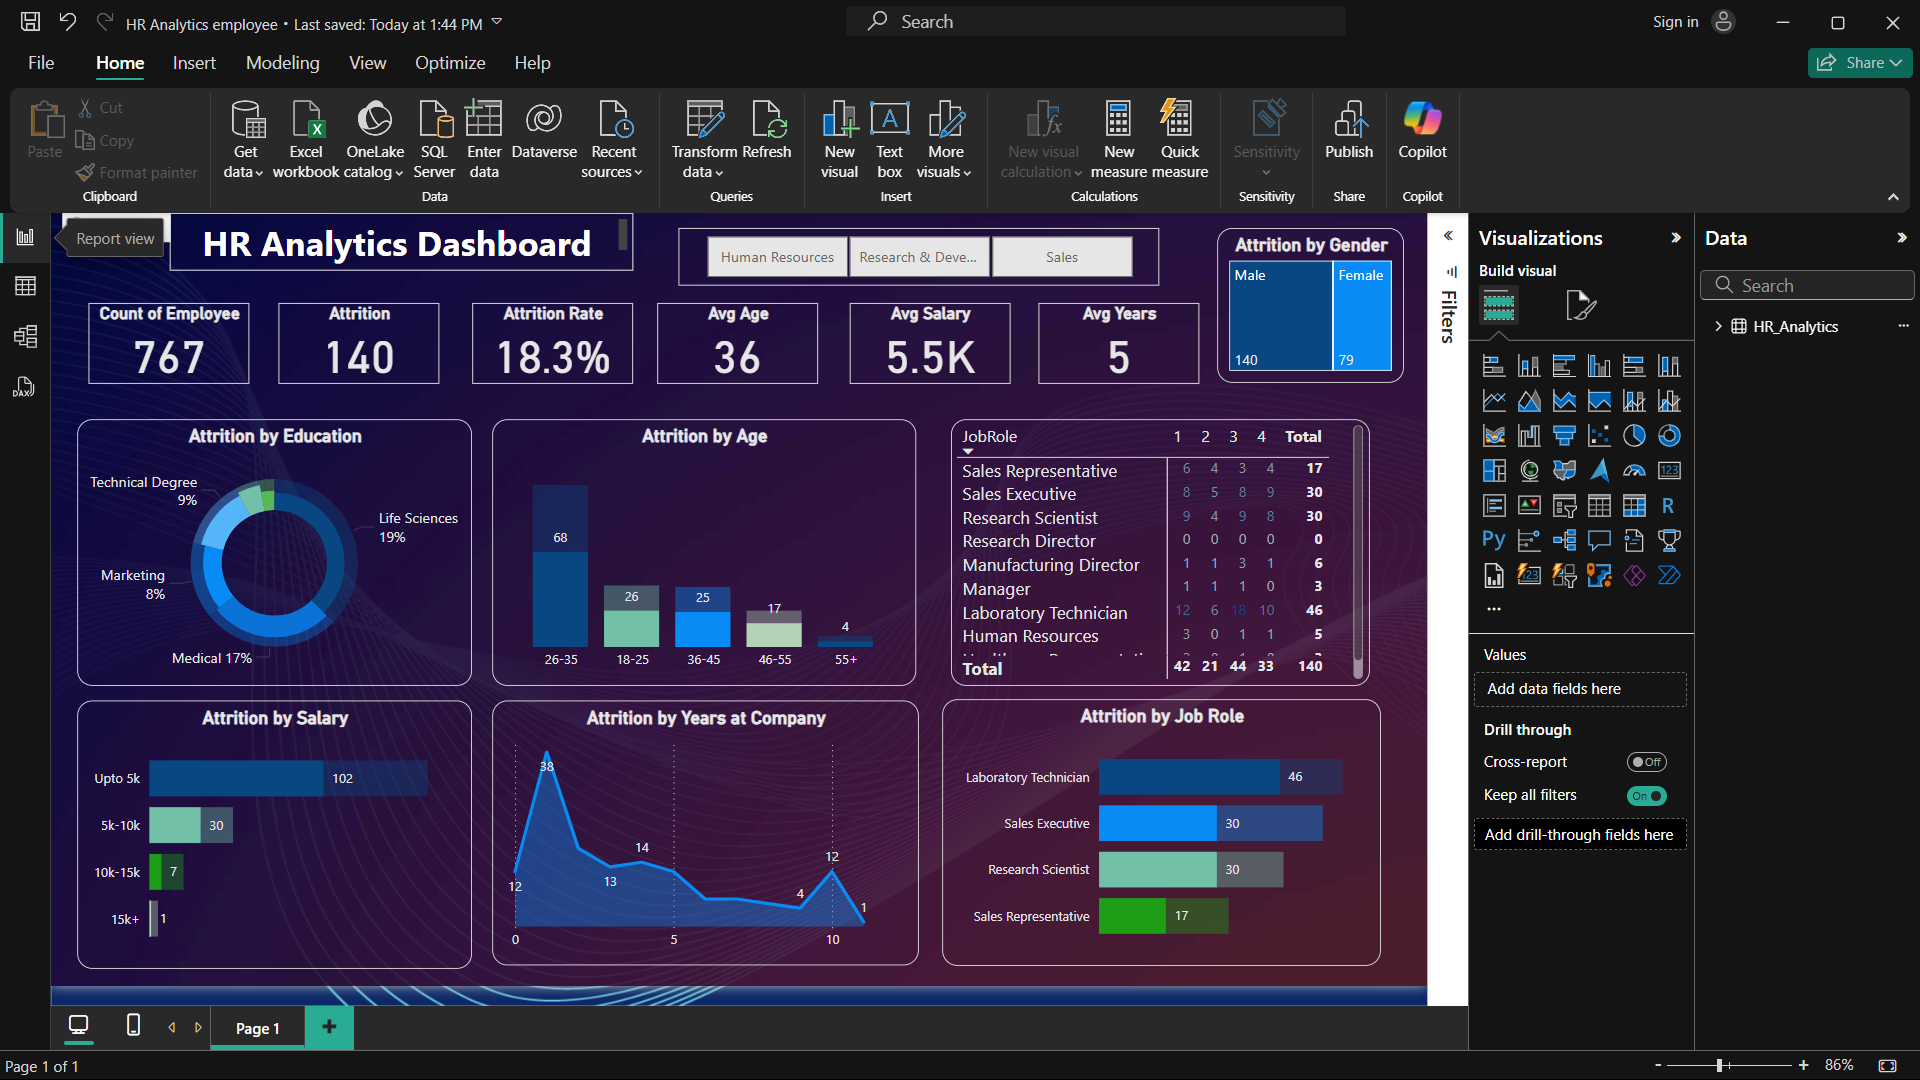 HR Analytics employee • Last saved: Today at 1:44 PM
Search
Sign in
File
Home
Insert
Modeling
View
Optimize
Help
Share
Paste
Cut
Copy
Format painter
Clipboard
Get data
Excel workbook
OneLake catalog
SQL Server
Enter data
Dataverse
Recent sources
Data
Transform data
Refresh
Queries
New visual
A
Text box
More visuals
Insert
New visual calculation
New measure
Quick measure
Calculations
Sensitivity
Sensitivity
Publish
Share
Copilot
Copilot
Report view
DAX
HR Analytics Dashboard
Human Resources
Research & Deve...
Sales
Count of Employee
767
Attrition
140
Attrition Rate
18.3%
Avg Age
36
Avg Salary
5.5K
Avg Years
5
Attrition by Gender
Male
Female
140
79
Attrition by Education
Technical Degree
9%
Life Sciences
19%
Marketing
8%
Medical 17%
Attrition by Age
68
26
25
17
4
26-35
18-25
36-45
46-55
55+
JobRole 1 2 3 4 Total
Sales Representative 6 4 3 4 17
Sales Executive 8 5 8 9 30
Research Scientist 9 4 9 8 30
Research Director 0 0 0 0 0
Manufacturing Director 1 1 3 1 6
Manager 1 1 1 0 3
Laboratory Technician 12 6 18 10 46
Human Resources 3 0 1 1 5
Total 42 21 44 33 140
Attrition by Salary
Upto 5k 102
5k-10k 30
10k-15k 7
15k+ 1
Attrition by Years at Company
38
12
13
14
4
12
1
0 5 10
Attrition by Job Role
Laboratory Technician 46
Sales Executive 30
Research Scientist 30
Sales Representative 17
Filters
Visualizations
Build visual
123
R
Py
123
...
Values
Add data fields here
Drill through
Cross-report
Off
Keep all filters
On
Add drill-through fields here
Data
Search
HR_Analytics
...
Page 1
+
Page 1 of 1
- + 86%